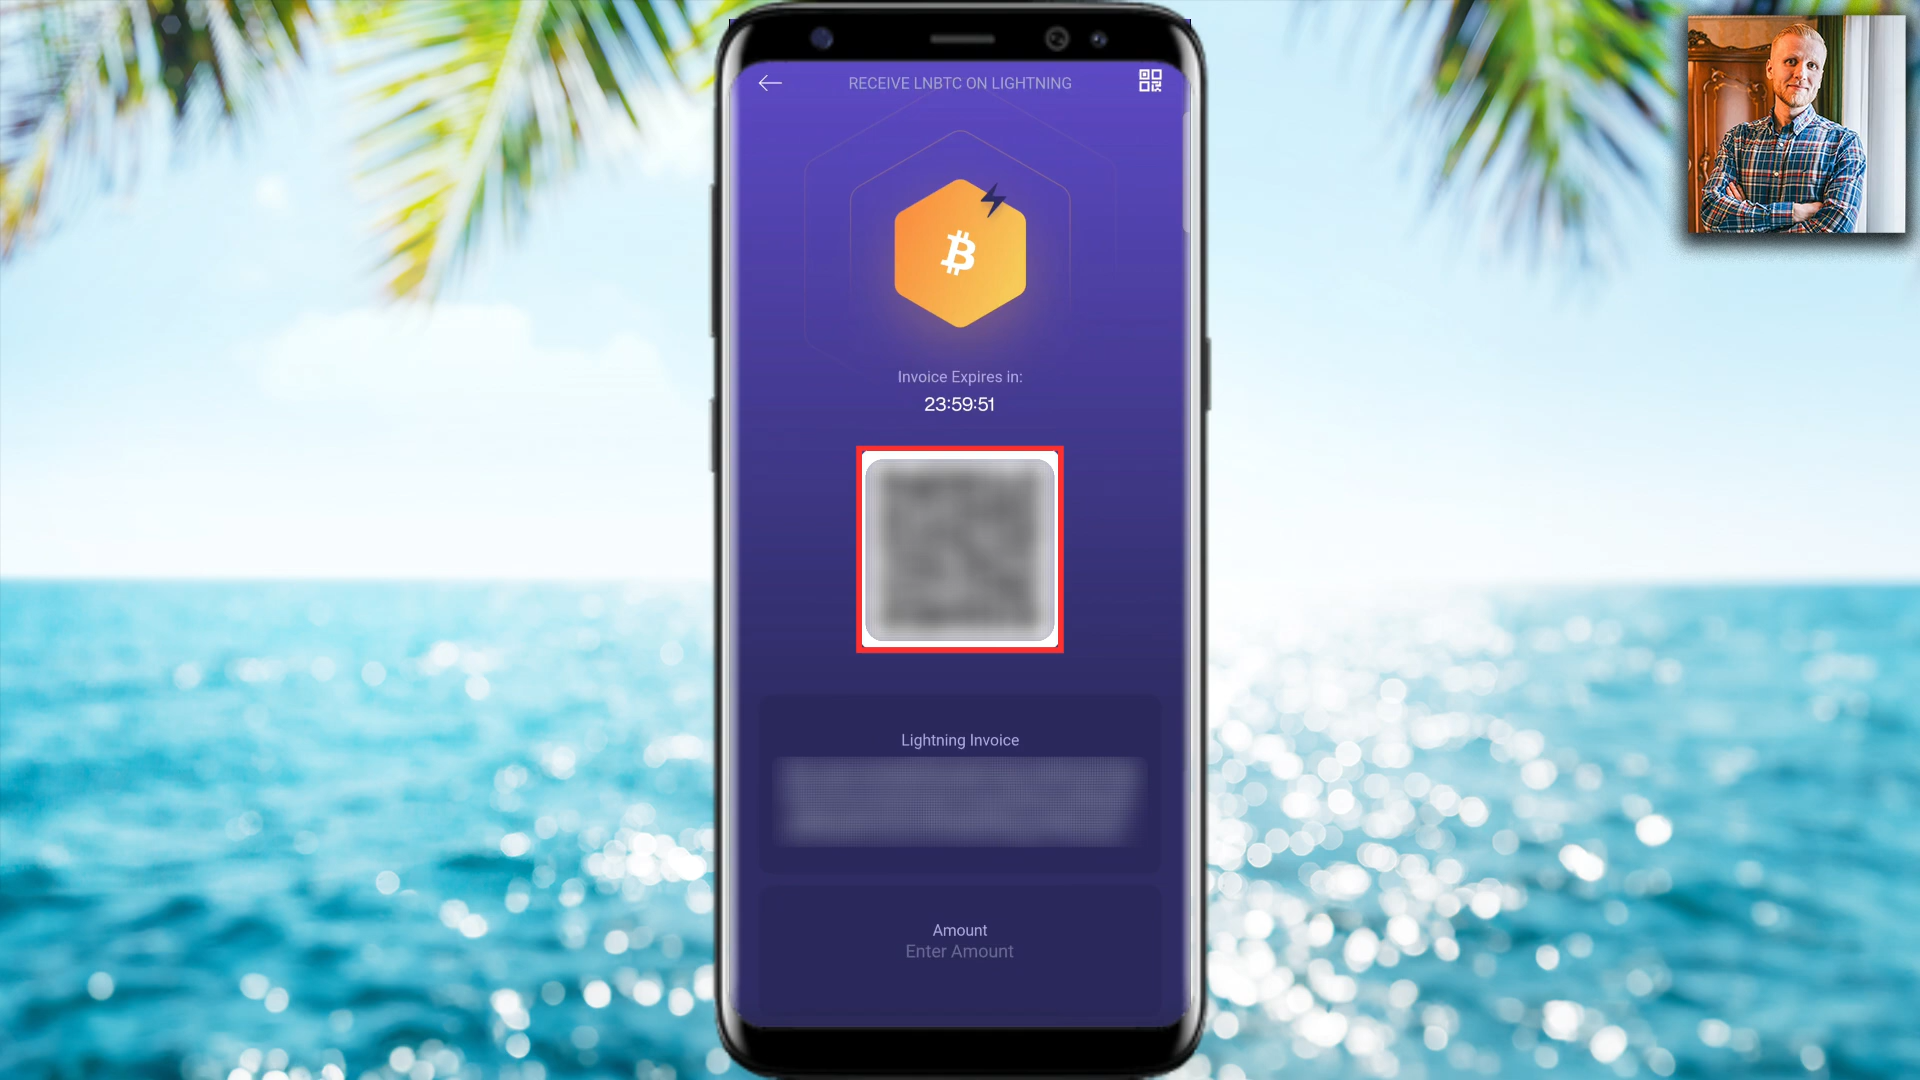 RECEIVE LNBTC ON LIGHTNING
Invoice Expires in:
23:59:51
Lightning Invoice
Amount
Enter Amount